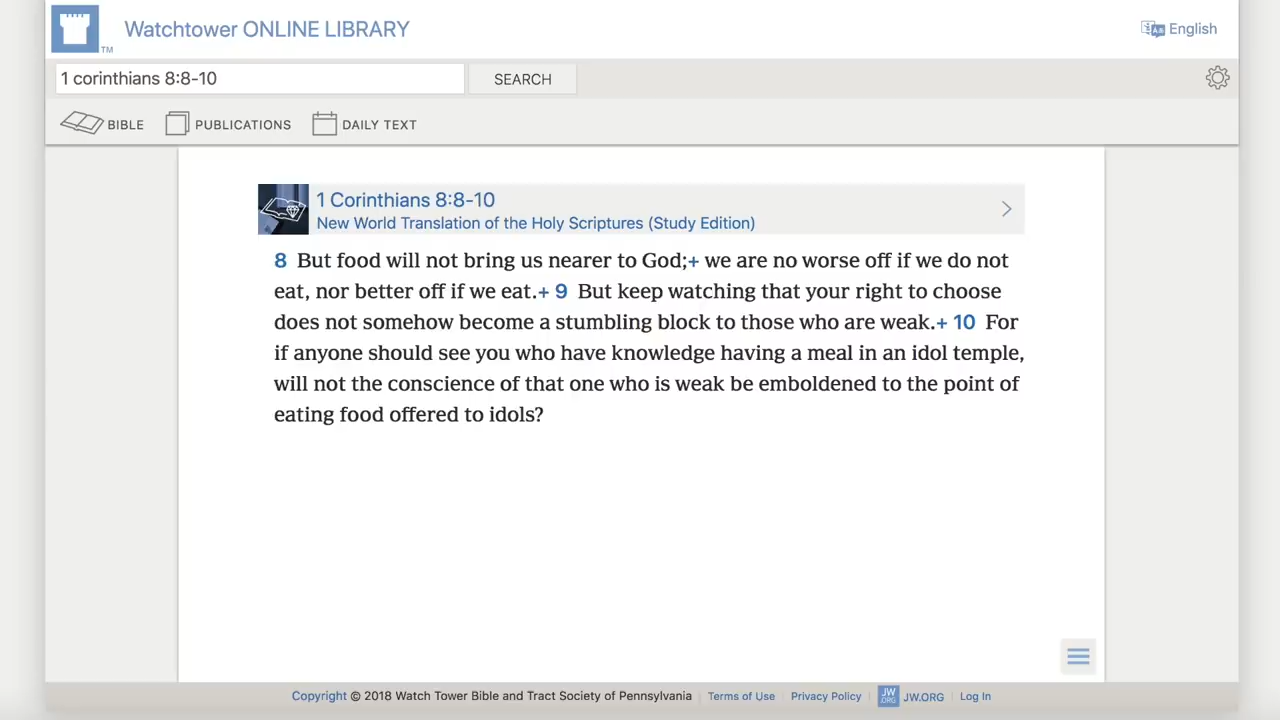 Watchtower ONLINE LIBRARY
TM
English
1 corinthians 8:8-10
SEARCH
BIBLE
PUBLICATIONS
DAILY TEXT
1 Corinthians 8:8-10
New World Translation of the Holy Scriptures (Study Edition)
8 But food will not bring us nearer to God;+ we are no worse off if we do not
eat, nor better off if we eat.+ 9 But keep watching that your right to choose
does not somehow become a stumbling block to those who are weak.+ 10 For
if anyone should see you who have knowledge having a meal in an idol temple,
will not the conscience of that one who is weak be emboldened to the point of
eating food offered to idols?
Copyright © 2018 Watch Tower Bible and Tract Society of Pennsylvania
Terms of Use
Privacy Policy
JW
.ORG
JW.ORG
Log In